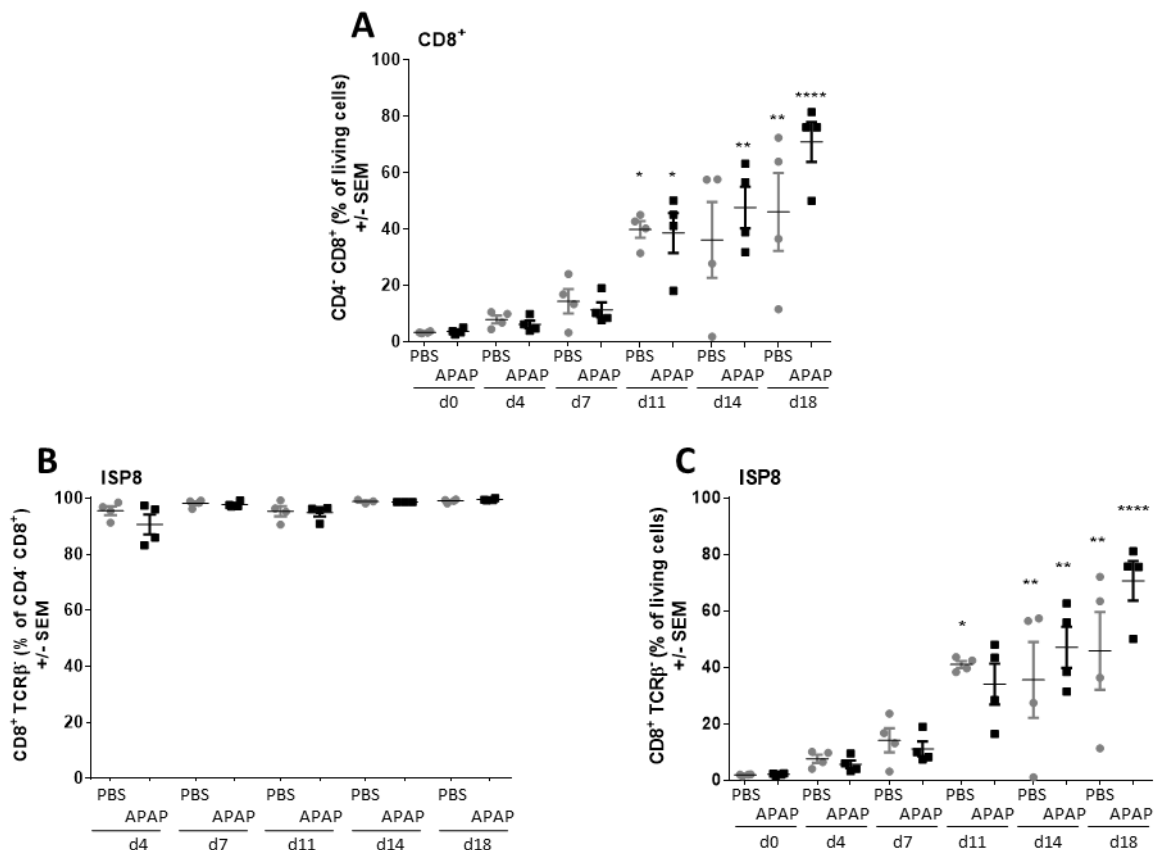 A
CD8⁺
CD4⁻ CD8⁺ (% of living cells)
+/- SEM
100
80
60
40
20
0
* * ** ** ****
PBS PBS PBS PBS PBS PBS
APAP APAP APAP APAP APAP APAP
d0 d4 d7 d11 d14 d18
B
ISP8
CD8⁺ TCRβ⁻ (% of CD4⁻ CD8⁺)
+/- SEM
100
80
60
40
20
0
PBS PBS PBS PBS PBS
APAP APAP APAP APAP APAP
d4 d7 d11 d14 d18
C
ISP8
CD8⁺ TCRβ⁻ (% of living cells)
+/- SEM
100
80
60
40
20
0
* ** ** ** ****
PBS PBS PBS PBS PBS PBS
APAP APAP APAP APAP APAP APAP
d0 d4 d7 d11 d14 d18